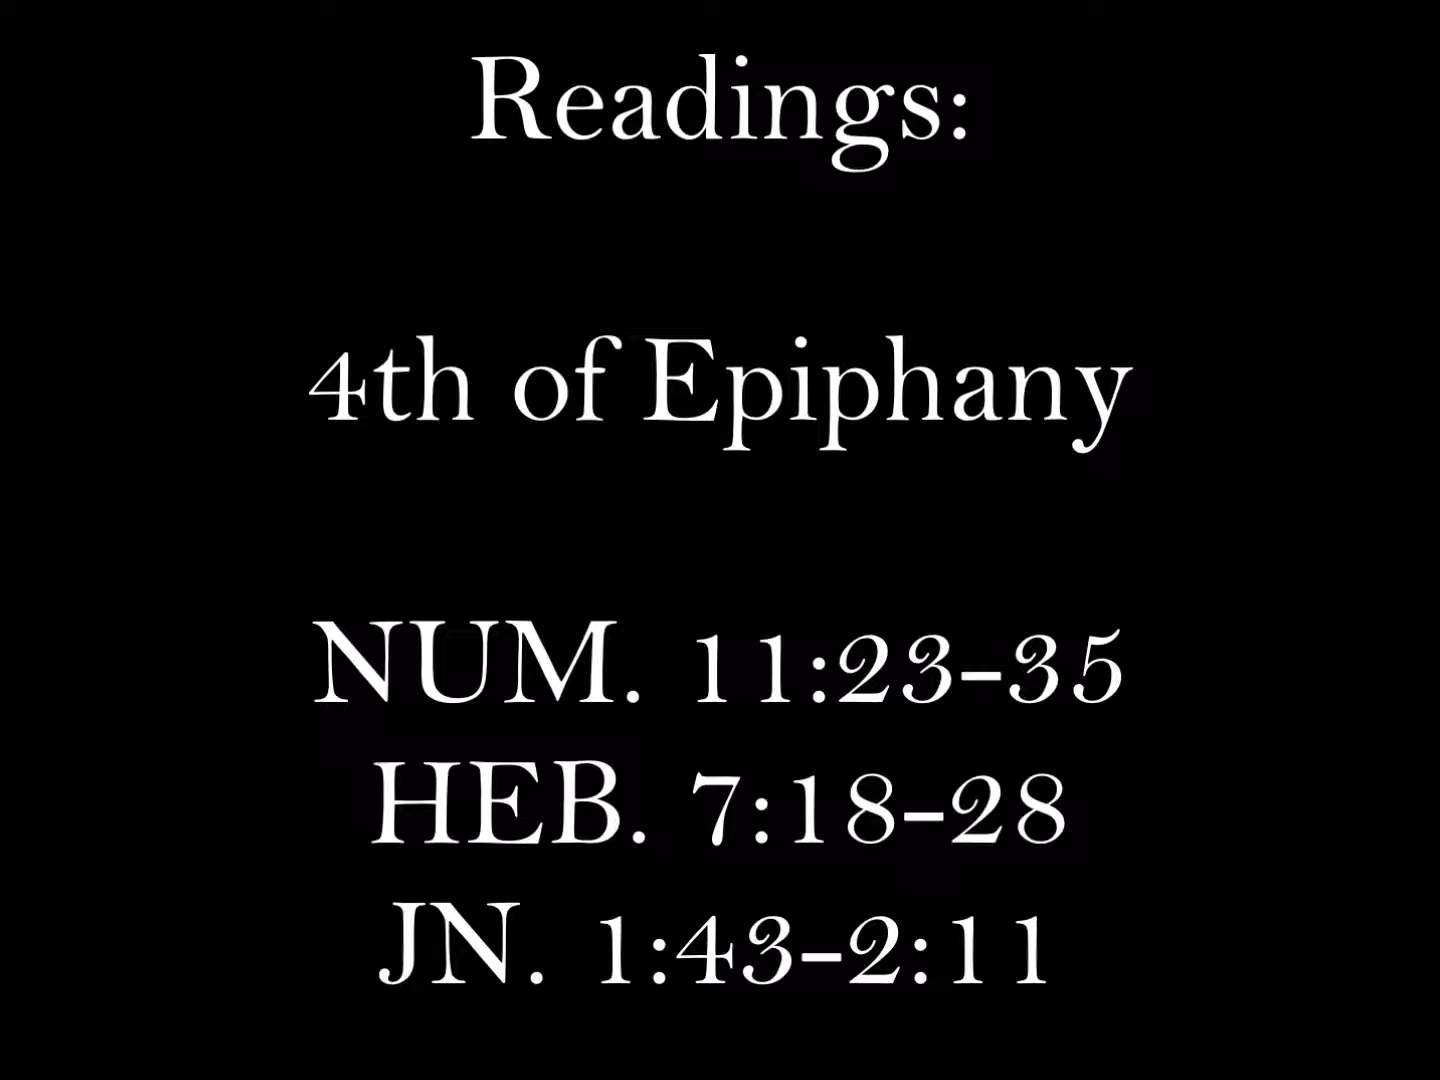 Readings:
4th of Epiphany
NUM. 11:23-35
HEB. 7:18-28
JN. 1:43-2:11